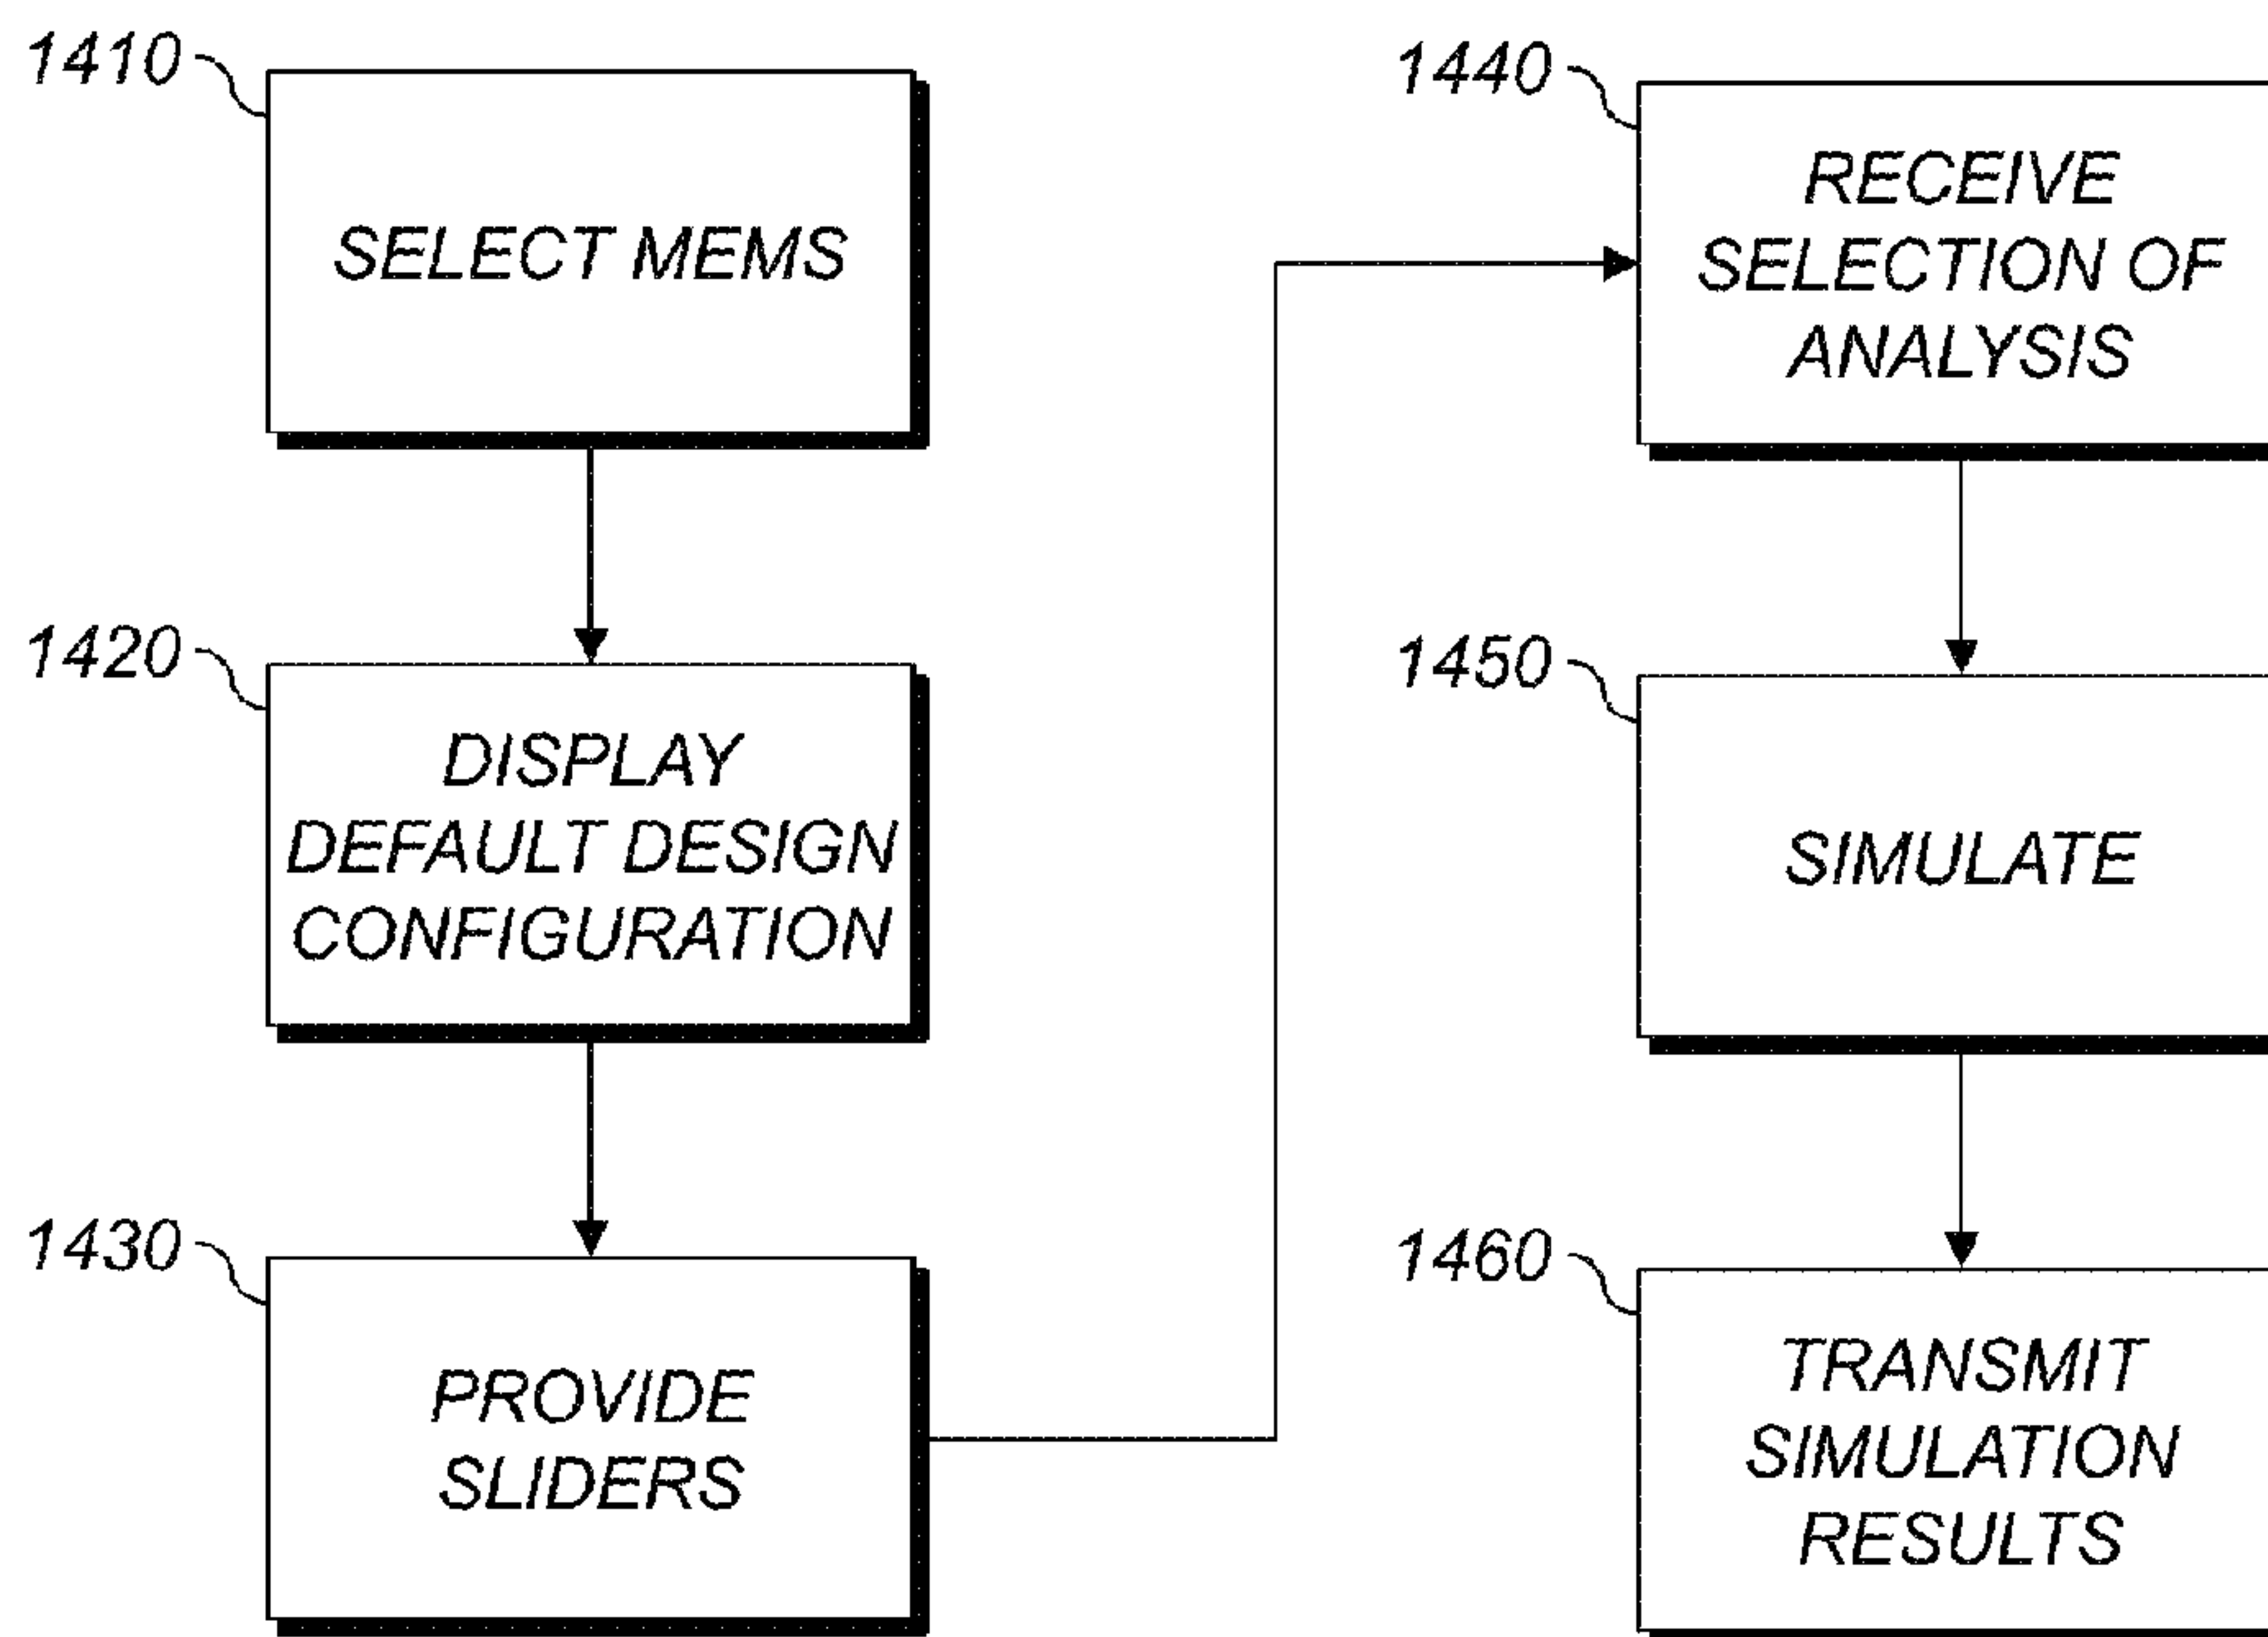 1410
SELECT MEMS
1420
DISPLAY
DEFAULT DESIGN
CONFIGURATION
1430
PROVIDE
SLIDERS
1440
RECEIVE
SELECTION OF
ANALYSIS
1450
SIMULATE
1460
TRANSMIT
SIMULATION
RESULTS